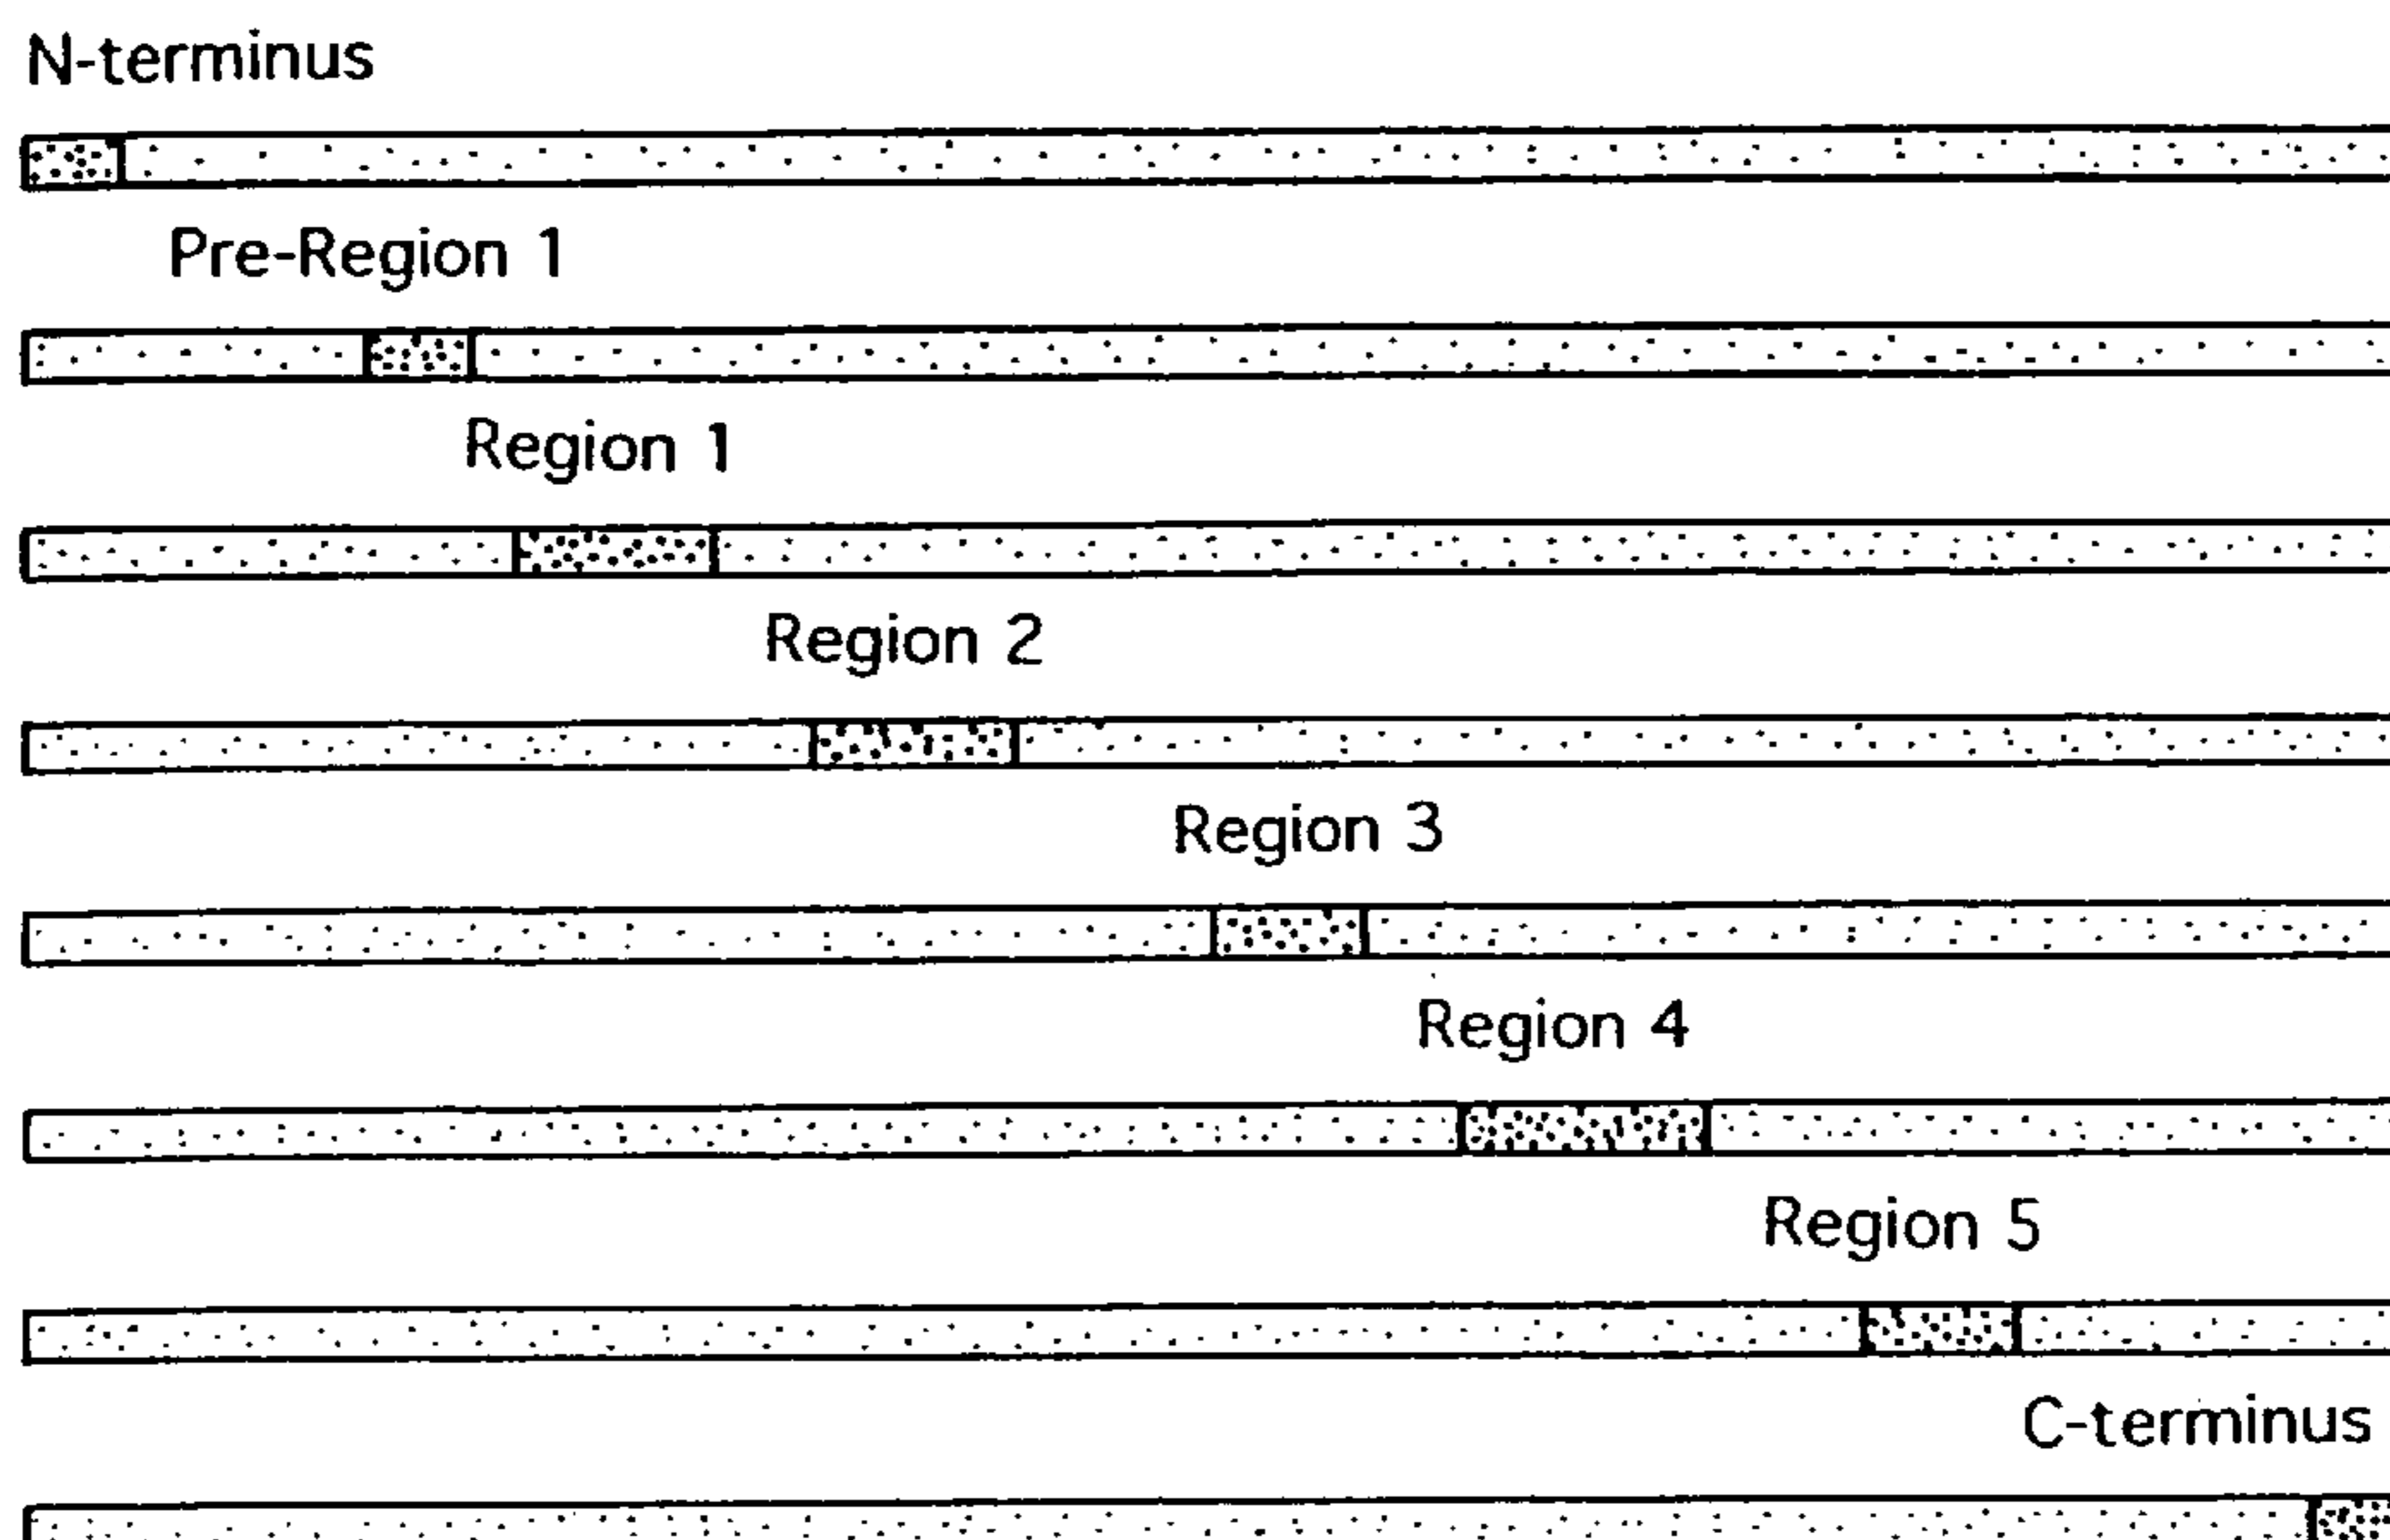 N-terminus
Pre-Region 1
Region 1
Region 2
Region 3
Region 4
Region 5
C-terminus